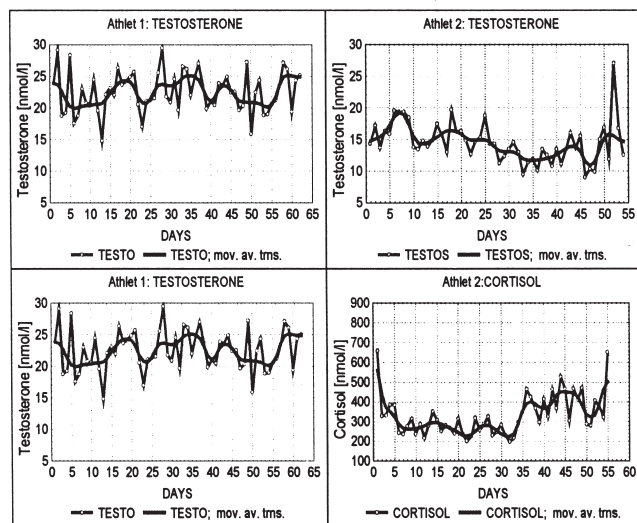 Athlet 1: TESTOSTERONE
Testosterone [nmol/l]
30
25
20
15
10
5
0 5 10 15 20 25 30 35 40 45 50 55 60 65
DAYS
TESTO TESTO; mov. av. trns.
Athlet 2: TESTOSTERONE
Testosterone [nmol/l]
30
25
20
15
10
5
0 5 10 15 20 25 30 35 40 45 50 55
DAYS
TESTOS TESTOS; mov. av. trns.
Athlet 1: TESTOSTERONE
Testosterone [nmol/l]
30
25
20
15
10
5
0 5 10 15 20 25 30 35 40 45 50 55 60 65
DAYS
TESTO TESTO; mov. av. trns.
Athlet 2:CORTISOL
Cortisol [nmol/l]
900
800
700
600
500
400
300
200
100
0 5 10 15 20 25 30 35 40 45 50 55 60
DAYS
CORTISOL CORTISOL; mov. av. trns.